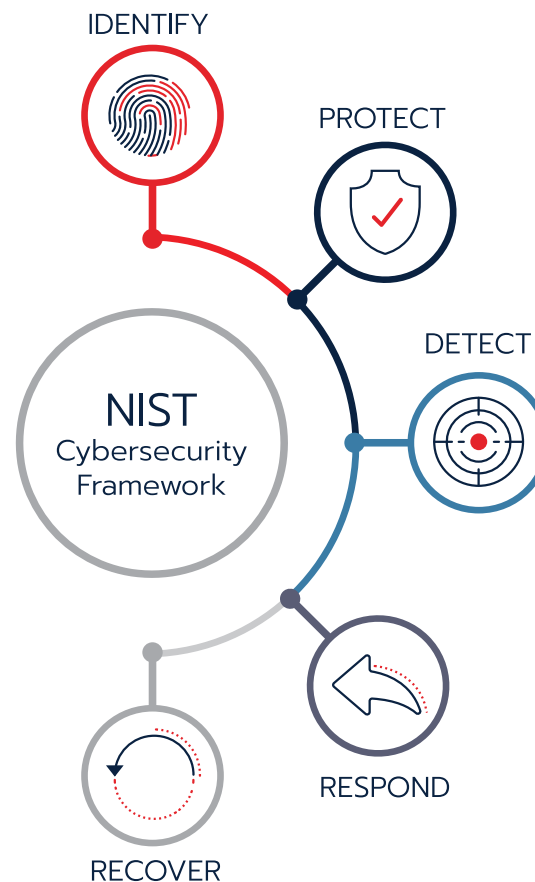 IDENTIFY
PROTECT
DETECT
NIST
Cybersecurity
Framework
RESPOND
RECOVER